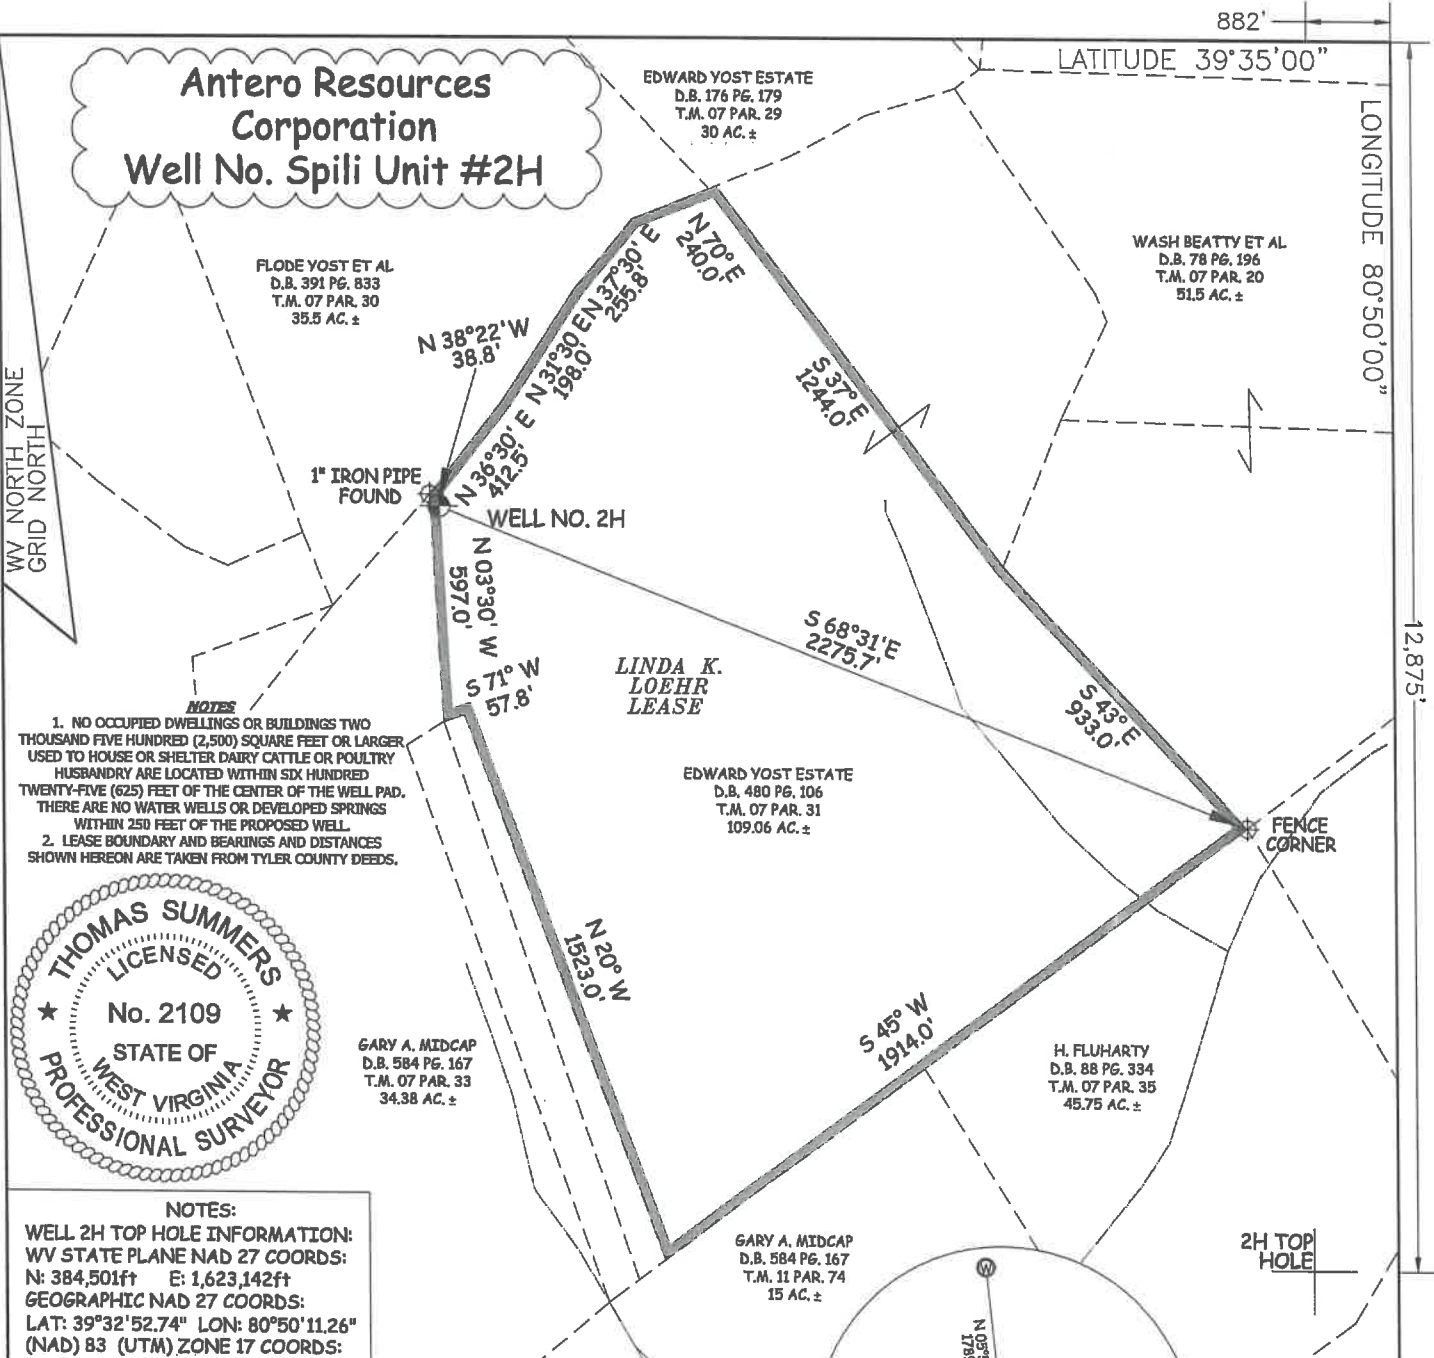 882'
LATITUDE 39°35'00"
LONGITUDE 80°50'00"
12,875'
Antero Resources
Corporation
Well No. Spili Unit #2H
EDWARD YOST ESTATE
D.B. 176 PG. 179
T.M. 07 PAR. 29
30 AC. ±
WASH BEATTY ET AL
D.B. 78 PG. 196
T.M. 07 PAR. 20
51.5 AC. ±
FLODE YOST ET AL
D.B. 391 PG. 833
T.M. 07 PAR. 30
35.5 AC. ±
WV NORTH ZONE
GRID NORTH
N 38°22'W
38.8'
N 36°30' E
412.5'
N 31°30 E
198.0'
N 37°30' E
255.8'
N 70° E
240.0'
S 37° E
1244.0'
1" IRON PIPE
FOUND
WELL NO. 2H
N 03°30' W
597.0'
S 71° W
57.8'
S 68°31'E
2275.7'
S 43° E
933.0'
LINDA K.
LOEHR
LEASE
EDWARD YOST ESTATE
D.B. 480 PG. 106
T.M. 07 PAR. 31
109.06 AC. ±
FENCE
CORNER
NOTES
1. NO OCCUPIED DWELLINGS OR BUILDINGS TWO
THOUSAND FIVE HUNDRED (2,500) SQUARE FEET OR LARGER
USED TO HOUSE OR SHELTER DAIRY CATTLE OR POULTRY
HUSBANDRY ARE LOCATED WITHIN SIX HUNDRED
TWENTY-FIVE (625) FEET OF THE CENTER OF THE WELL PAD.
THERE ARE NO WATER WELLS OR DEVELOPED SPRINGS
WITHIN 250 FEET OF THE PROPOSED WELL.
2. LEASE BOUNDARY AND BEARINGS AND DISTANCES
SHOWN HEREON ARE TAKEN FROM TYLER COUNTY DEEDS.
THOMAS SUMMERS
LICENSED
No. 2109
STATE OF
WEST VIRGINIA
PROFESSIONAL SURVEYOR
N 20° W
1523.0'
S 45° W
1914.0'
GARY A. MIDCAP
D.B. 584 PG. 167
T.M. 07 PAR. 33
34.38 AC. ±
H. FLUHARTY
D.B. 88 PG. 334
T.M. 07 PAR. 35
45.75 AC. ±
GARY A. MIDCAP
D.B. 584 PG. 167
T.M. 11 PAR. 74
15 AC. ±
2H TOP
HOLE
W
NOTES:
WELL 2H TOP HOLE INFORMATION:
WV STATE PLANE NAD 27 COORDS:
N: 384,501ft E: 1,623,142ft
GEOGRAPHIC NAD 27 COORDS:
LAT: 39°32'52.74" LON: 80°50'11.26"
(NAD) 83 (UTM) ZONE 17 COORDS: